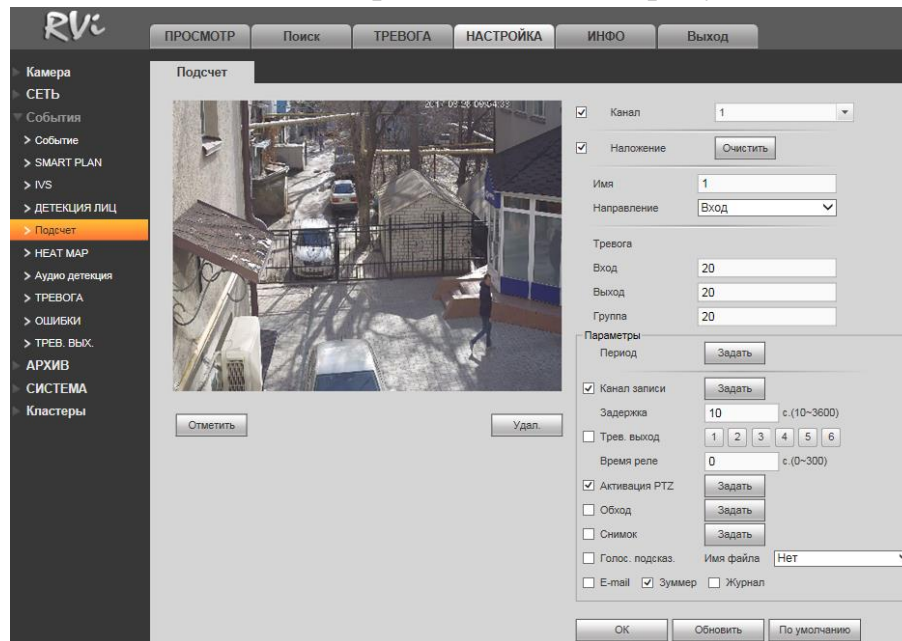 RVi
ПРОСМОТР Поиск ТРЕВОГА НАСТРОЙКА ИНФО Выход
Камера
СЕТЬ
События
> Событие
> SMART PLAN
> IVS
> ДЕТЕКЦИЯ ЛИЦ
> Подсчет
> HEAT MAP
> Аудио детекция
> ТРЕВОГА
> ОШИБКИ
> ТРЕВ. ВЫХ.
АРХИВ
СИСТЕМА
Кластеры
Подсчет
Отметить Удал.
Канал 1
Наложение Очистить
Имя 1
Направление Вход
Тревога
Вход 20
Выход 20
Группа 20
Параметры
Период Задать
Канал записи Задать
Задержка 10 с.(10~3600)
Трев. выход 1 2 3 4 5 6
Время реле 0 с.(0~300)
Активация PTZ Задать
Обход Задать
Снимок Задать
Голос. подсказ. Имя файла Нет
E-mail Зуммер Журнал
OK Обновить По умолчанию